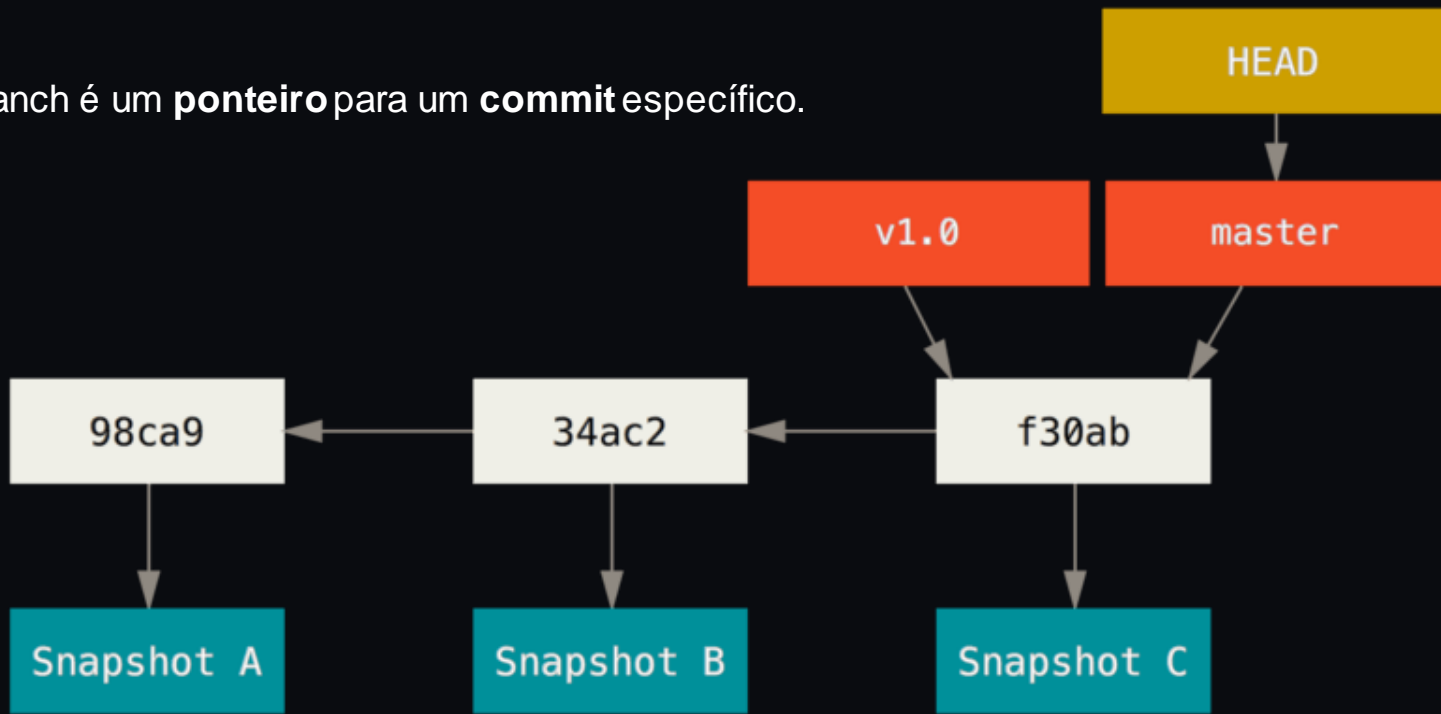 anch é um ponteiro para um commit específico.
HEAD
v1.0 master
98ca9 34ac2 f30ab
Snapshot A Snapshot B Snapshot C